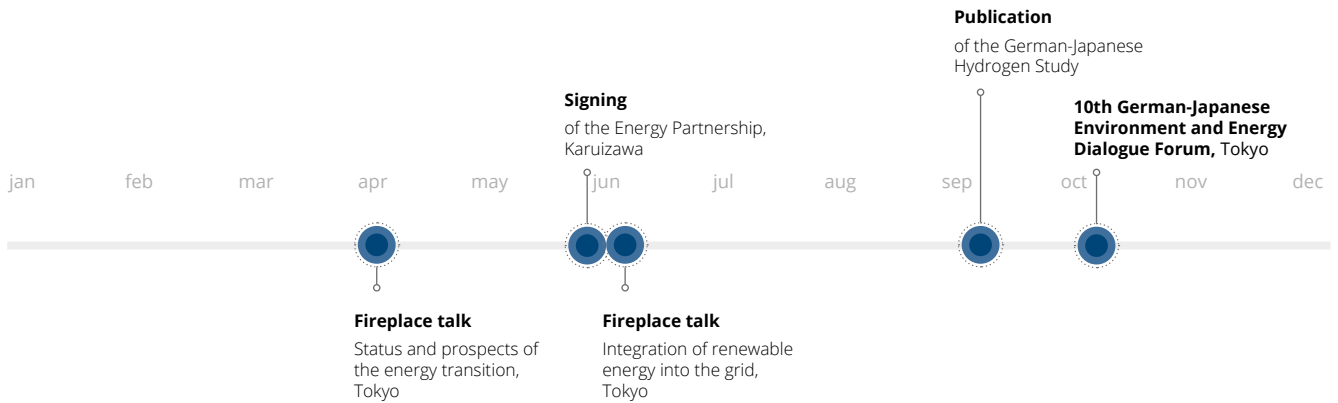 Publication
of the German-Japanese
Hydrogen Study
Signing
of the Energy Partnership,
Karuizawa
10th German-Japanese
Environment and Energy
Dialogue Forum, Tokyo
jan feb mar apr may jun jul aug sep oct nov dec
Fireplace talk
Status and prospects of
the energy transition,
Tokyo
Fireplace talk
Integration of renewable
energy into the grid,
Tokyo